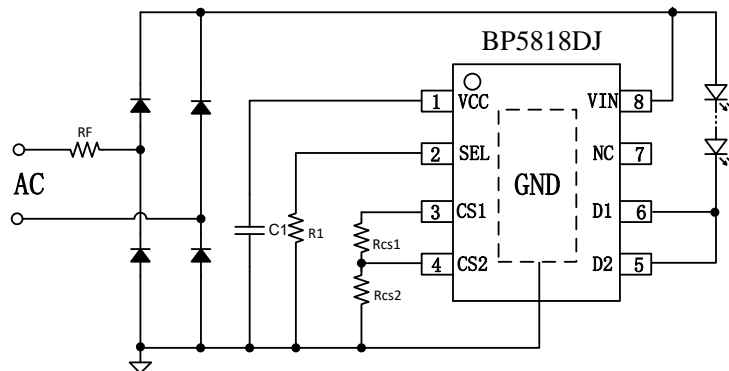 BP5818DJ
1 VCC VIN 8
RF
2 SEL NC 7
AC
GND
3 CS1 D1 6
C1 R1 Rcs1
4 CS2 D2 5
Rcs2